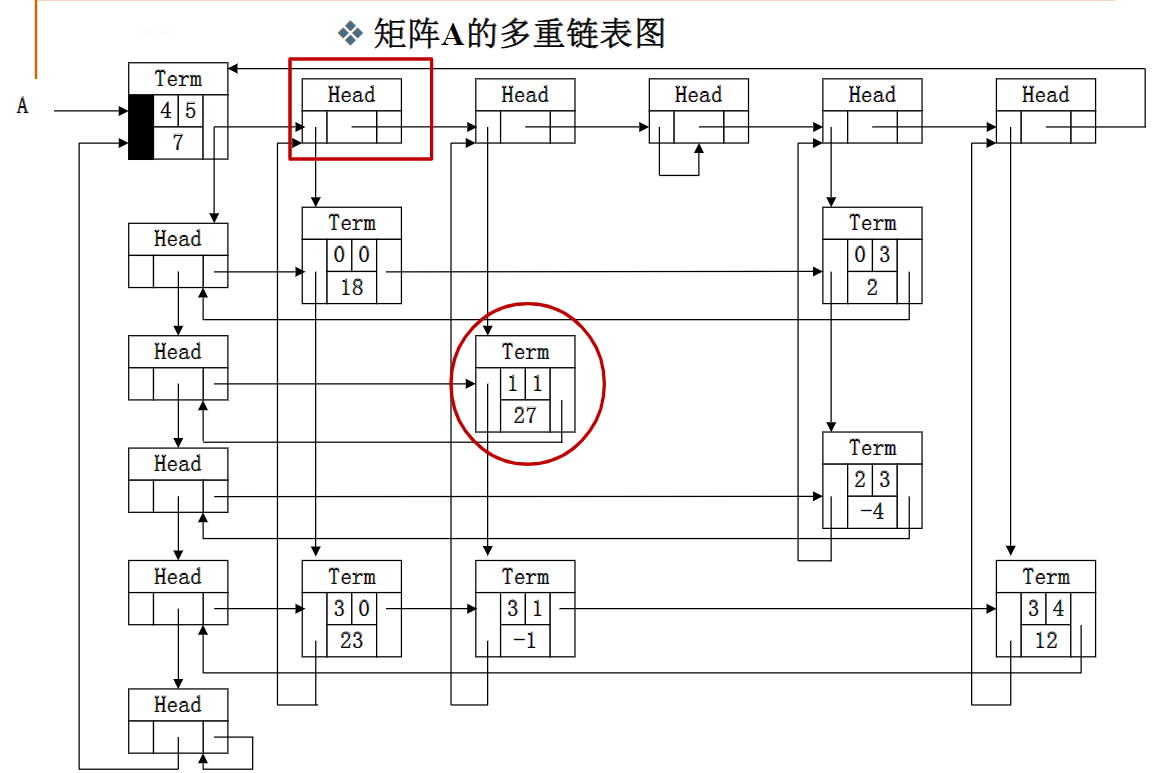 ❖ 矩阵A的多重链表图
A
Term
4 5
7
Head
Head
Head
Head
Head
Head
Term
0 0
18
Term
0 3
2
Head
Term
1 1
27
Head
Term
2 3
-4
Head
Term
3 0
23
Term
3 1
-1
Term
3 4
12
Head